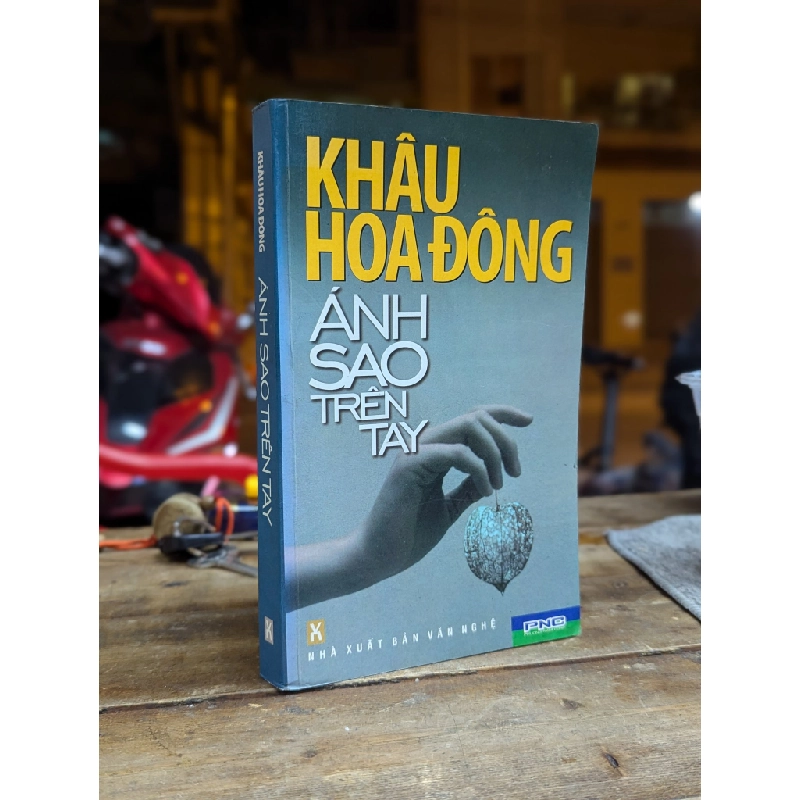 KHÂU
HOA ĐÔNG
ÁNH
SAO
TRÊN
TAY
NHÀ XUẤT BẢN VĂN NGHỆ
PNC
KHÂU HOA ĐÔNG
ÁNH SAO TRÊN TAY